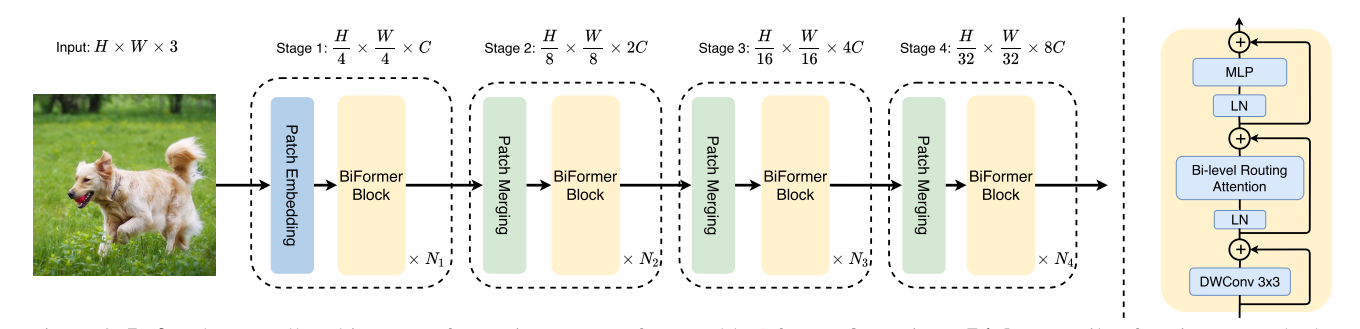 Input: H × W × 3
Stage 1: H/4 × W/4 × C
Stage 2: H/8 × W/8 × 2C
Stage 3: H/16 × W/16 × 4C
Stage 4: H/32 × W/32 × 8C
Patch Embedding
BiFormer
Block
× N₁
Patch Merging
BiFormer
Block
× N₂
Patch Merging
BiFormer
Block
× N₃
Patch Merging
BiFormer
Block
× N₄
+
MLP
LN
+
Bi-level Routing
Attention
LN
+
DWConv 3x3